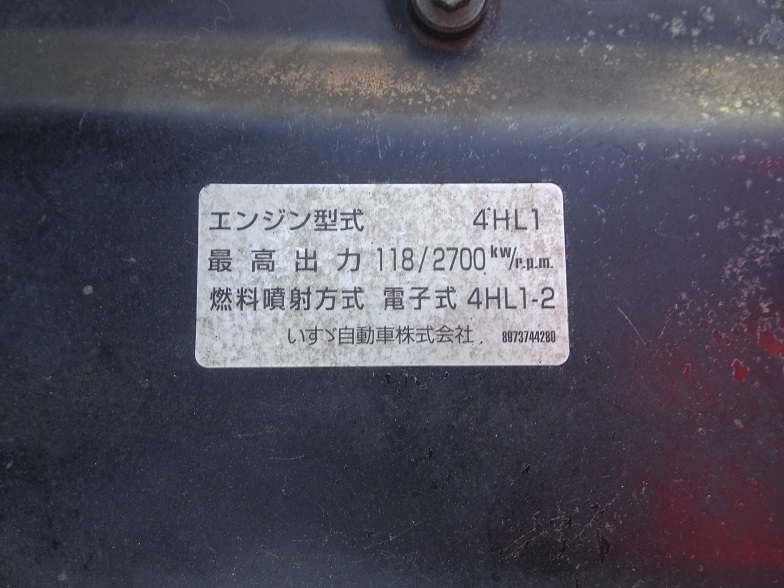 エンジン型式 4HL1
最高出力 118/2700 kw/r.p.m.
燃料噴射方式 電子式 4HL1-2
いすゞ自動車株式会社 8973744280